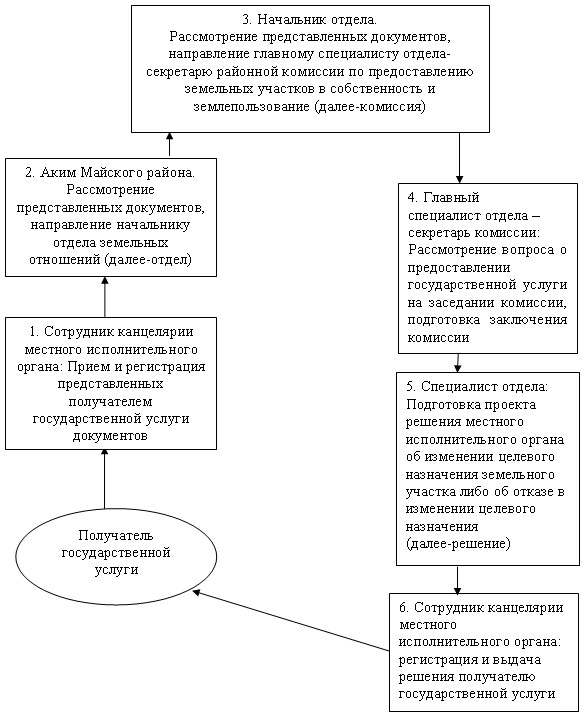 3. Начальник отдела.
Рассмотрение представленных документов,
направление главному специалисту отдела-
секретарю районной комиссии по предоставлению
земельных участков в собственность и
землепользование (далее-комиссия)
2. Аким Майского района.
Рассмотрение
представленных документов,
направление начальнику
отдела земельных
отношений (далее-отдел)
4. Главный
специалист отдела –
секретарь комиссии:
Рассмотрение вопроса о
предоставлении
государственной услуги
на заседании комиссии,
подготовка заключения
комиссии
1. Сотрудник канцелярии
местного исполнительного
органа: Прием и регистрация
представленных
получателем
государственной услуги
документов
5. Специалист отдела:
Подготовка проекта
решения местного
исполнительного органа
об изменении целевого
назначения земельного
участка либо об отказе в
изменении целевого
назначения
(далее-решение)
Получатель
государственной
услуги
6. Сотрудник канцелярии
местного
исполнительного органа:
регистрация и выдача
решения получателю
государственной услуги